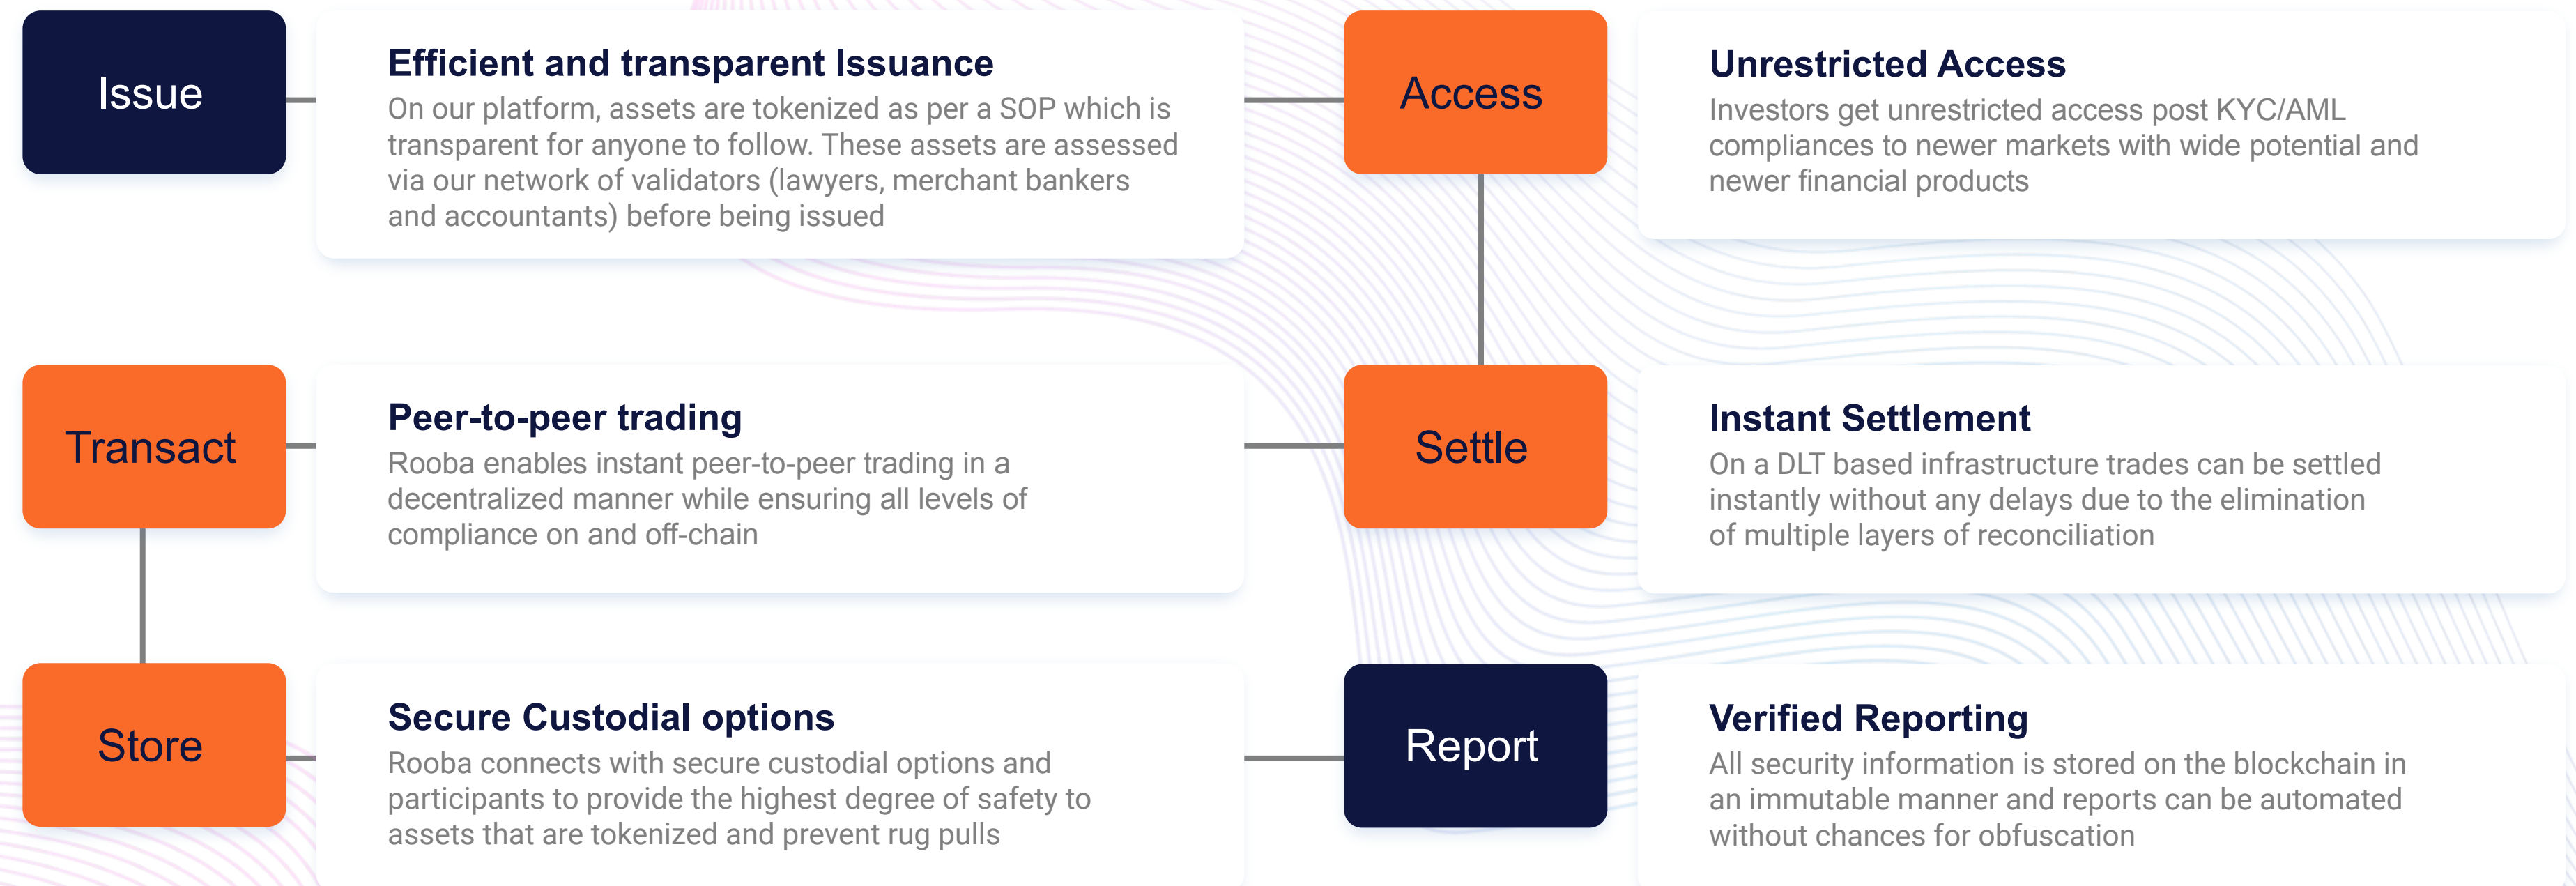 Issue
Efficient and transparent Issuance
On our platform, assets are tokenized as per a SOP which is
transparent for anyone to follow. These assets are assessed
via our network of validators (lawyers, merchant bankers
and accountants) before being issued
Access
Unrestricted Access
Investors get unrestricted access post KYC/AML
compliances to newer markets with wide potential and
newer financial products
Transact
Peer-to-peer trading
Rooba enables instant peer-to-peer trading in a
decentralized manner while ensuring all levels of
compliance on and off-chain
Settle
Instant Settlement
On a DLT based infrastructure trades can be settled
instantly without any delays due to the elimination
of multiple layers of reconciliation
Store
Secure Custodial options
Rooba connects with secure custodial options and
participants to provide the highest degree of safety to
assets that are tokenized and prevent rug pulls
Report
Verified Reporting
All security information is stored on the blockchain in
an immutable manner and reports can be automated
without chances for obfuscation